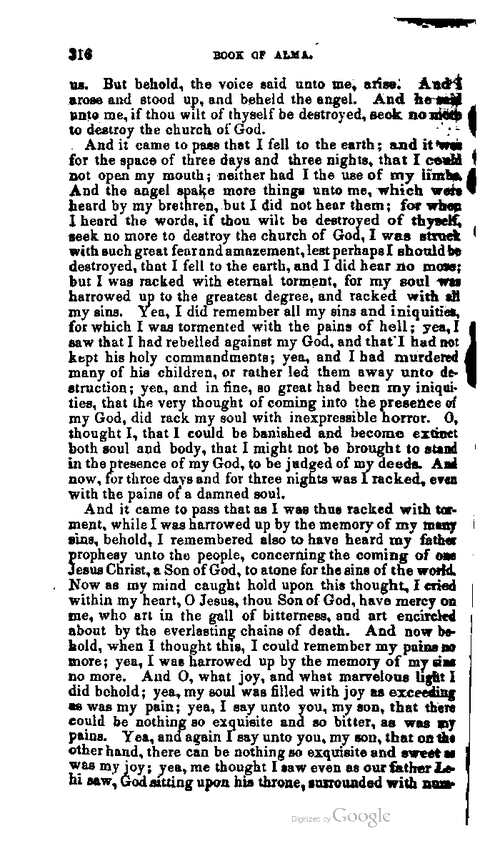 316 BOOK OF ALMA.
us. But behold, the voice said unto me, arise. And I
arose and stood up, and beheld the angel. And he said
unto me, if thou wilt of thyself be destroyed, seek no more
to destroy the church of God.
And it came to pass that I fell to the earth; and it was
for the space of three days and three nights, that I could
not open my mouth; neither had I the use of my limbs.
And the angel spake more things unto me, which were
heard by my brethren, but I did not hear them; for when
I heard the words, if thou wilt be destroyed of thyself,
seek no more to destroy the church of God, I was struck
with such great fear and amazement, lest perhaps I should be
destroyed, that I fell to the earth, and I did hear no more;
but I was racked with eternal torment, for my soul was
harrowed up to the greatest degree, and racked with all
my sins. Yea, I did remember all my sins and iniquities,
for which I was tormented with the pains of hell; yea, I
saw that I had rebelled against my God, and that I had not
kept his holy commandments; yea, and I had murdered
many of his children, or rather led them away unto de-
struction; yea, and in fine, so great had been my iniqui-
ties, that the very thought of coming into the presence of
my God, did rack my soul with inexpressible horror. O,
thought I, that I could be banished and become extinct
both soul and body, that I might not be brought to stand
in the presence of my God, to be judged of my deeds. And
now, for three days and for three nights was I racked, even
with the pains of a damned soul.
And it came to pass that as I was thus racked with tor-
ment, while I was harrowed up by the memory of my many
sins, behold, I remembered also to have heard my father
prophesy unto the people, concerning the coming of one
Jesus Christ, a Son of God, to atone for the sins of the world.
Now as my mind caught hold upon this thought, I cried
within my heart, O Jesus, thou Son of God, have mercy on
me, who art in the gall of bitterness, and art encircled
about by the everlasting chains of death. And now be-
hold, when I thought this, I could remember my pains no
more; yea, I was harrowed up by the memory of my sins
no more. And O, what joy, and what marvelous light I
did behold; yea, my soul was filled with joy as exceeding
as was my pain; yea, I say unto you, my son, that there
could be nothing so exquisite and so bitter, as was my
pains. Yea, and again I say unto you, my son, that on the
other hand, there can be nothing so exquisite and sweet as
was my joy; yea, me thought I saw even as our father Le-
hi saw, God sitting upon his throne, surrounded with num-
Digitized by Google